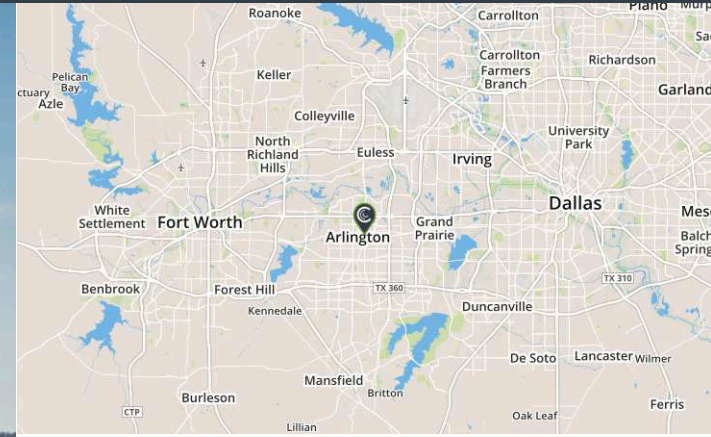 Plano
Roanoke
Carrollton
Carrollton
Farmers
Branch
Richardson
Keller
Pelican
Bay
Azle
Garland
Colleyville
University
Park
North
Richland
Hills
Euless
Irving
White
Settlement
Fort Worth
Arlington
Grand
Prairie
Dallas
TX 310
Benbrook
Forest Hill
TX 360
Kennedale
Duncanville
De Soto
Lancaster
Wilmer
Mansfield
Britton
Burleson
Ferris
CTP
Oak Leaf
Lillian